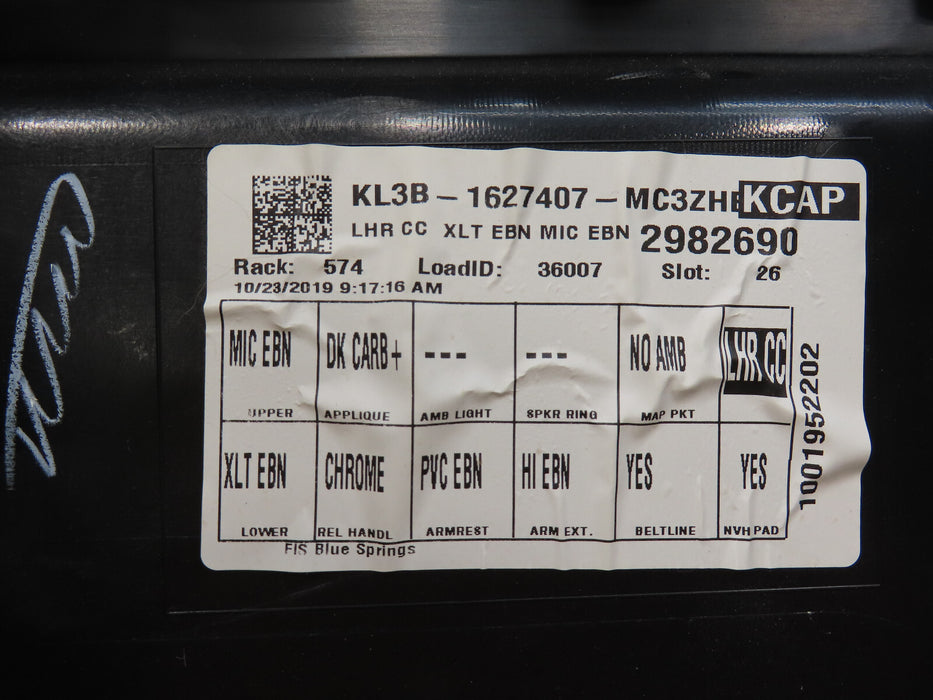 KL3B - 1627407 - MC3ZHE KCAP
LHR CC XLT EBN MIC EBN 2982690
Rack: 574 LoadID: 36007 Slot: 26
10/23/2019 9:17:16 AM
MIC EBN DK CARB+ --- --- NO AMB LHR CC
UPPER APPLIQUE AMB LIGHT SPKR RING MAP PKT
XLT EBN CHROME PVC EBN HI EBN YES YES
LOWER REL HANDL ARMREST ARM EXT. BELTLINE NVH PAD
FIS Blue Springs
1001952202